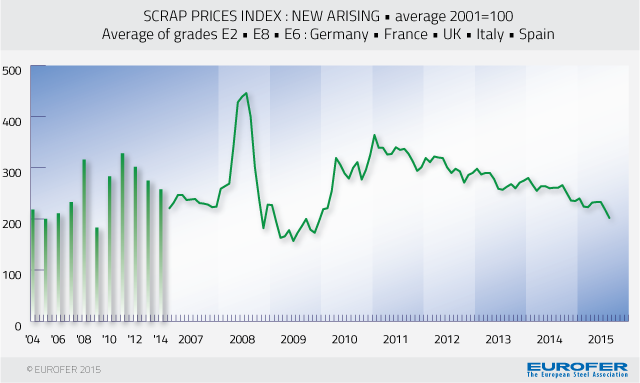 SCRAP PRICES INDEX : NEW ARISING • average 2001=100
Average of grades E2 • E8 • E6 : Germany • France • UK • Italy • Spain
500
400
300
200
100
0
'04 '06 '08 '10 '12 '14 2007 2008 2009 2010 2011 2012 2013 2014 2015
© EUROFER 2015
EUROFER
The European Steel Association